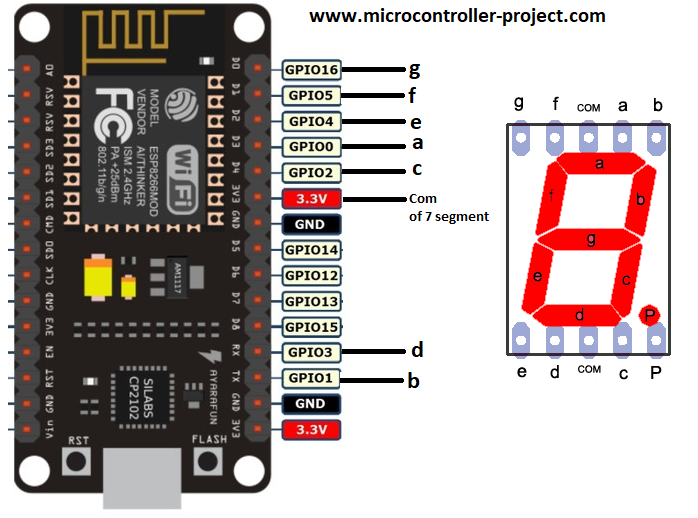 www.microcontroller-project.com
A0
RSV
RSV
SD3
SD2
SD1
CMD
SD0
CLK
GND
3V3
EN
RST
GND
Vin
MODEL
VENDOR
ESP8266MOD
AI/THINKER
ISM 2.4GHz
PA +25dBm
802.11b/g/n
FC
Wi Fi
AM1117
SILABS
CP2102
AYARAFUN
RST
FLASH
D0
D1
D2
D3
D4
3V3
GND
D5
D6
D7
D8
RX
TX
GND
3V3
GPIO16 g
GPIO5 f
GPIO4 e
GPIO0 a
GPIO2 c
3.3V Com
of 7 segment
GND
GPIO14
GPIO12
GPIO13
GPIO15
GPIO3 d
GPIO1 b
GND
3.3V
g f COM a b
a
f b
g
e c
d P
e d COM c P